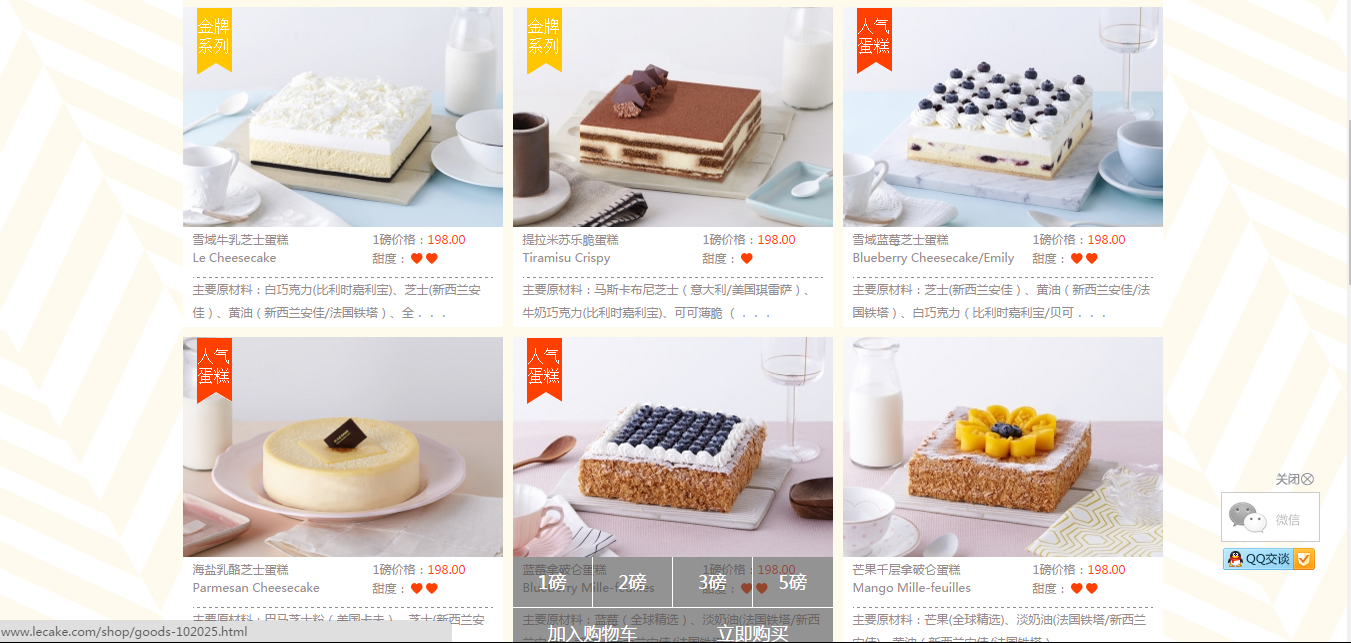 金牌
系列
金牌
系列
人气
蛋糕
雪域牛乳芝士蛋糕
1磅价格：198.00
Le Cheesecake
甜度：
主要原材料：白巧克力(比利时嘉利宝)、芝士(新西兰安
佳）、黄油（新西兰安佳/法国铁塔）、全．．．
提拉米苏乐脆蛋糕
1磅价格：198.00
Tiramisu Crispy
甜度：
主要原材料：马斯卡布尼芝士（意大利/美国琪雷萨）、
牛奶巧克力(比利时嘉利宝)、可可薄脆（．．．
雪域蓝莓芝士蛋糕
1磅价格：198.00
Blueberry Cheesecake/Emily
甜度：
主要原材料：芝士(新西兰安佳）、黄油（新西兰安佳/法
国铁塔）、白巧克力（比利时嘉利宝/贝可．．．
人气
蛋糕
人气
蛋糕
海盐乳酪芝士蛋糕
1磅价格：198.00
Parmesan Cheesecake
甜度：
主要原材料：巴马芝士粉（美国卡夫）、芝士(新西兰安
蓝莓拿破仑蛋糕
1磅价格：198.00
Blueberry Mille-feuilles
甜度：
1磅
2磅
3磅
5磅
主要原材料：蓝莓（全球精选）、淡奶油(法国铁塔/新西
加入购物车
立即购买
芒果千层拿破仑蛋糕
1磅价格：198.00
Mango Mille-feuilles
甜度：
主要原材料：芒果(全球精选)、淡奶油(法国铁塔/新西兰
安佳)、黄油（新西兰安佳/法国铁塔
关闭
微信
QQ交谈
www.lecake.com/shop/goods-102025.html